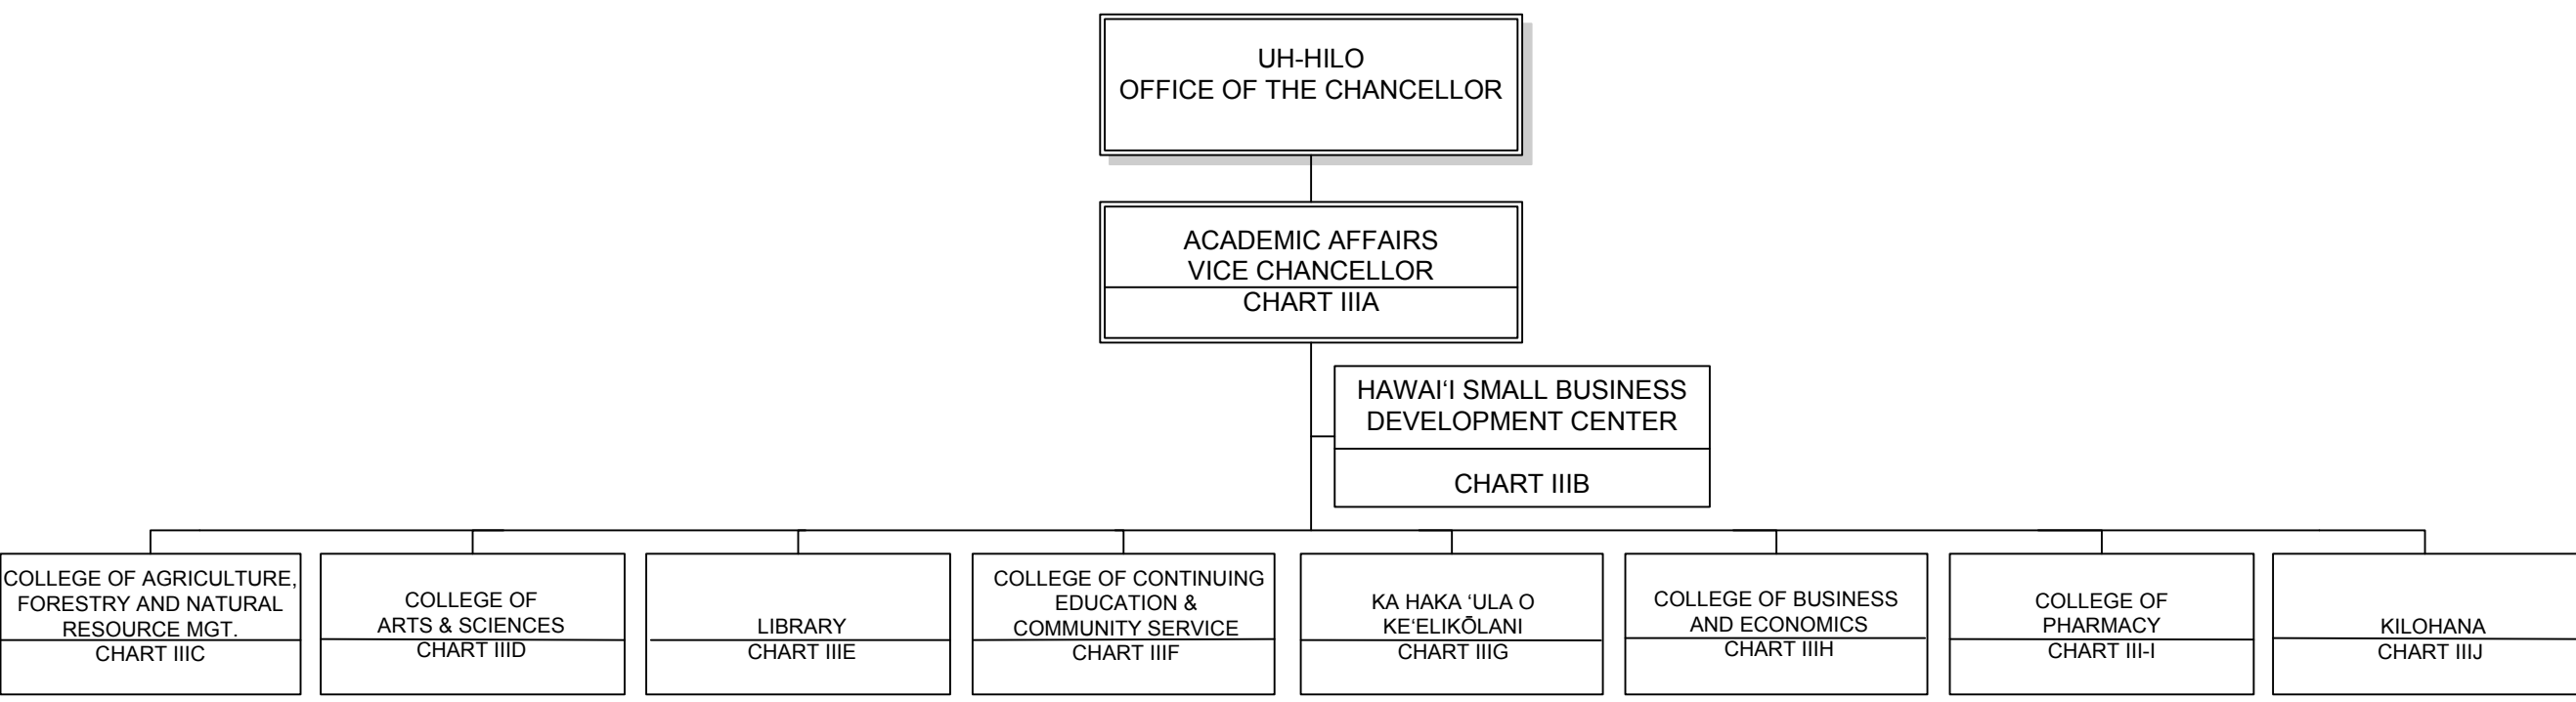 UH-HILO
OFFICE OF THE CHANCELLOR
ACADEMIC AFFAIRS
VICE CHANCELLOR
CHART IIIA
HAWAI‘I SMALL BUSINESS
DEVELOPMENT CENTER
CHART IIIB
COLLEGE OF AGRICULTURE,
FORESTRY AND NATURAL
RESOURCE MGT.
CHART IIIC
COLLEGE OF
ARTS & SCIENCES
CHART IIID
LIBRARY
CHART IIIE
COLLEGE OF CONTINUING
EDUCATION &
COMMUNITY SERVICE
CHART IIIF
KA HAKA ‘ULA O
KE‘ELIKŌLANI
CHART IIIG
COLLEGE OF BUSINESS
AND ECONOMICS
CHART IIIH
COLLEGE OF
PHARMACY
CHART III-I
KILOHANA
CHART IIIJ